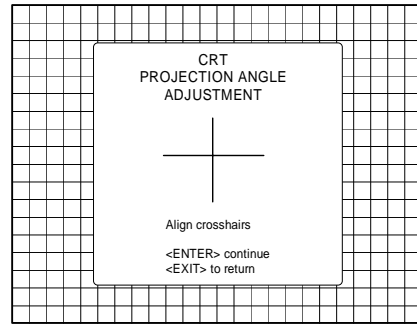 CRT
PROJECTION ANGLE
ADJUSTMENT
Align crosshairs
<ENTER> continue
<EXIT> to return